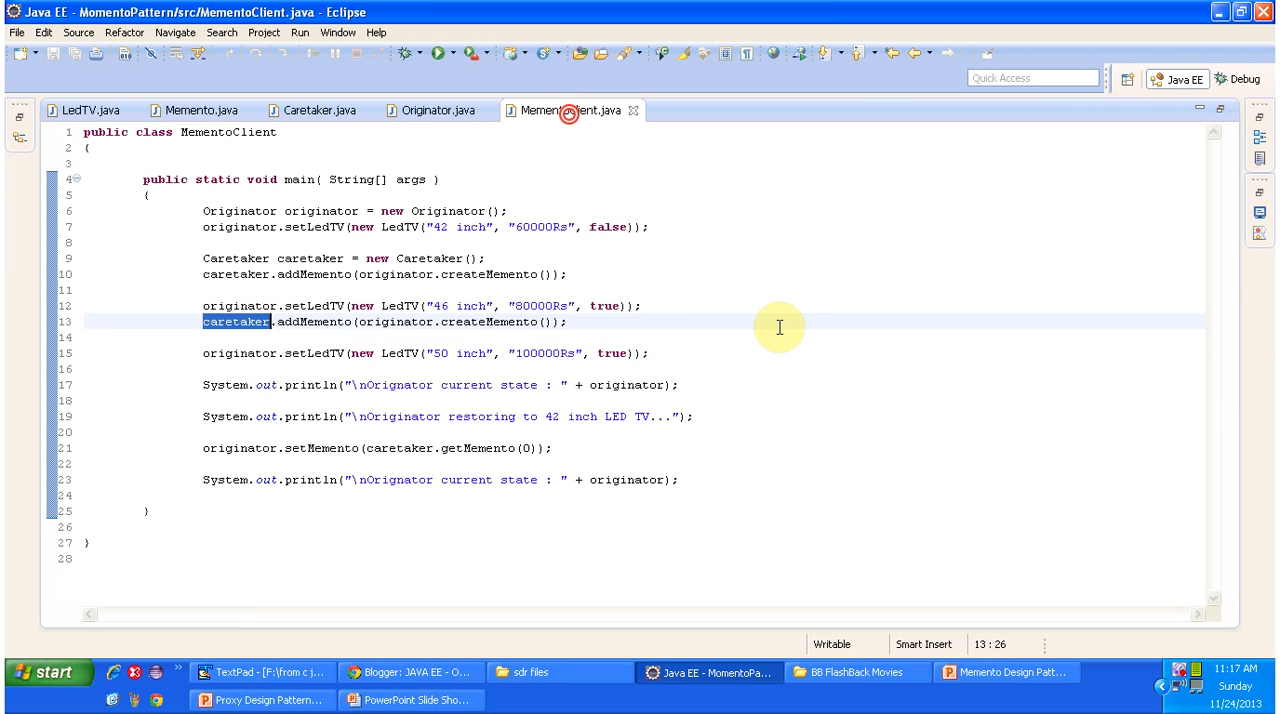 Java EE - MomentoPattern/src/MementoClient.java - Eclipse
File Edit Source Refactor Navigate Search Project Run Window Help
Quick Access
Java EE
Debug
LedTV.java
Memento.java
Caretaker.java
Originator.java
1 public class MementoClient
2 {
3
4 public static void main( String[] args )
5 {
6 Originator originator = new Originator();
7 originator.setLedTV(new LedTV("42 inch", "60000Rs", false));
8
9 Caretaker caretaker = new Caretaker();
10 caretaker.addMemento(originator.createMemento());
11
12 originator.setLedTV(new LedTV("46 inch", "80000Rs", true));
13 caretaker.addMemento(originator.createMemento());
14
15 originator.setLedTV(new LedTV("50 inch", "100000Rs", true));
16
17 System.out.println("\nOrignator current state : " + originator);
18
19 System.out.println("\nOriginator restoring to 42 inch LED TV...");
20
21 originator.setMemento(caretaker.getMemento(0));
22
23 System.out.println("\nOrignator current state : " + originator);
24
25 }
26
27 }
28
Writable
Smart Insert
13 : 26
start
TextPad - [F:\from c j...
Blogger: JAVA EE - O...
sdr files
Java EE - MomentoPa...
BB FlashBack Movies
Memento Design Patt...
Proxy Design Pattern...
PowerPoint Slide Sho...
11:17 AM
Sunday
11/24/2013